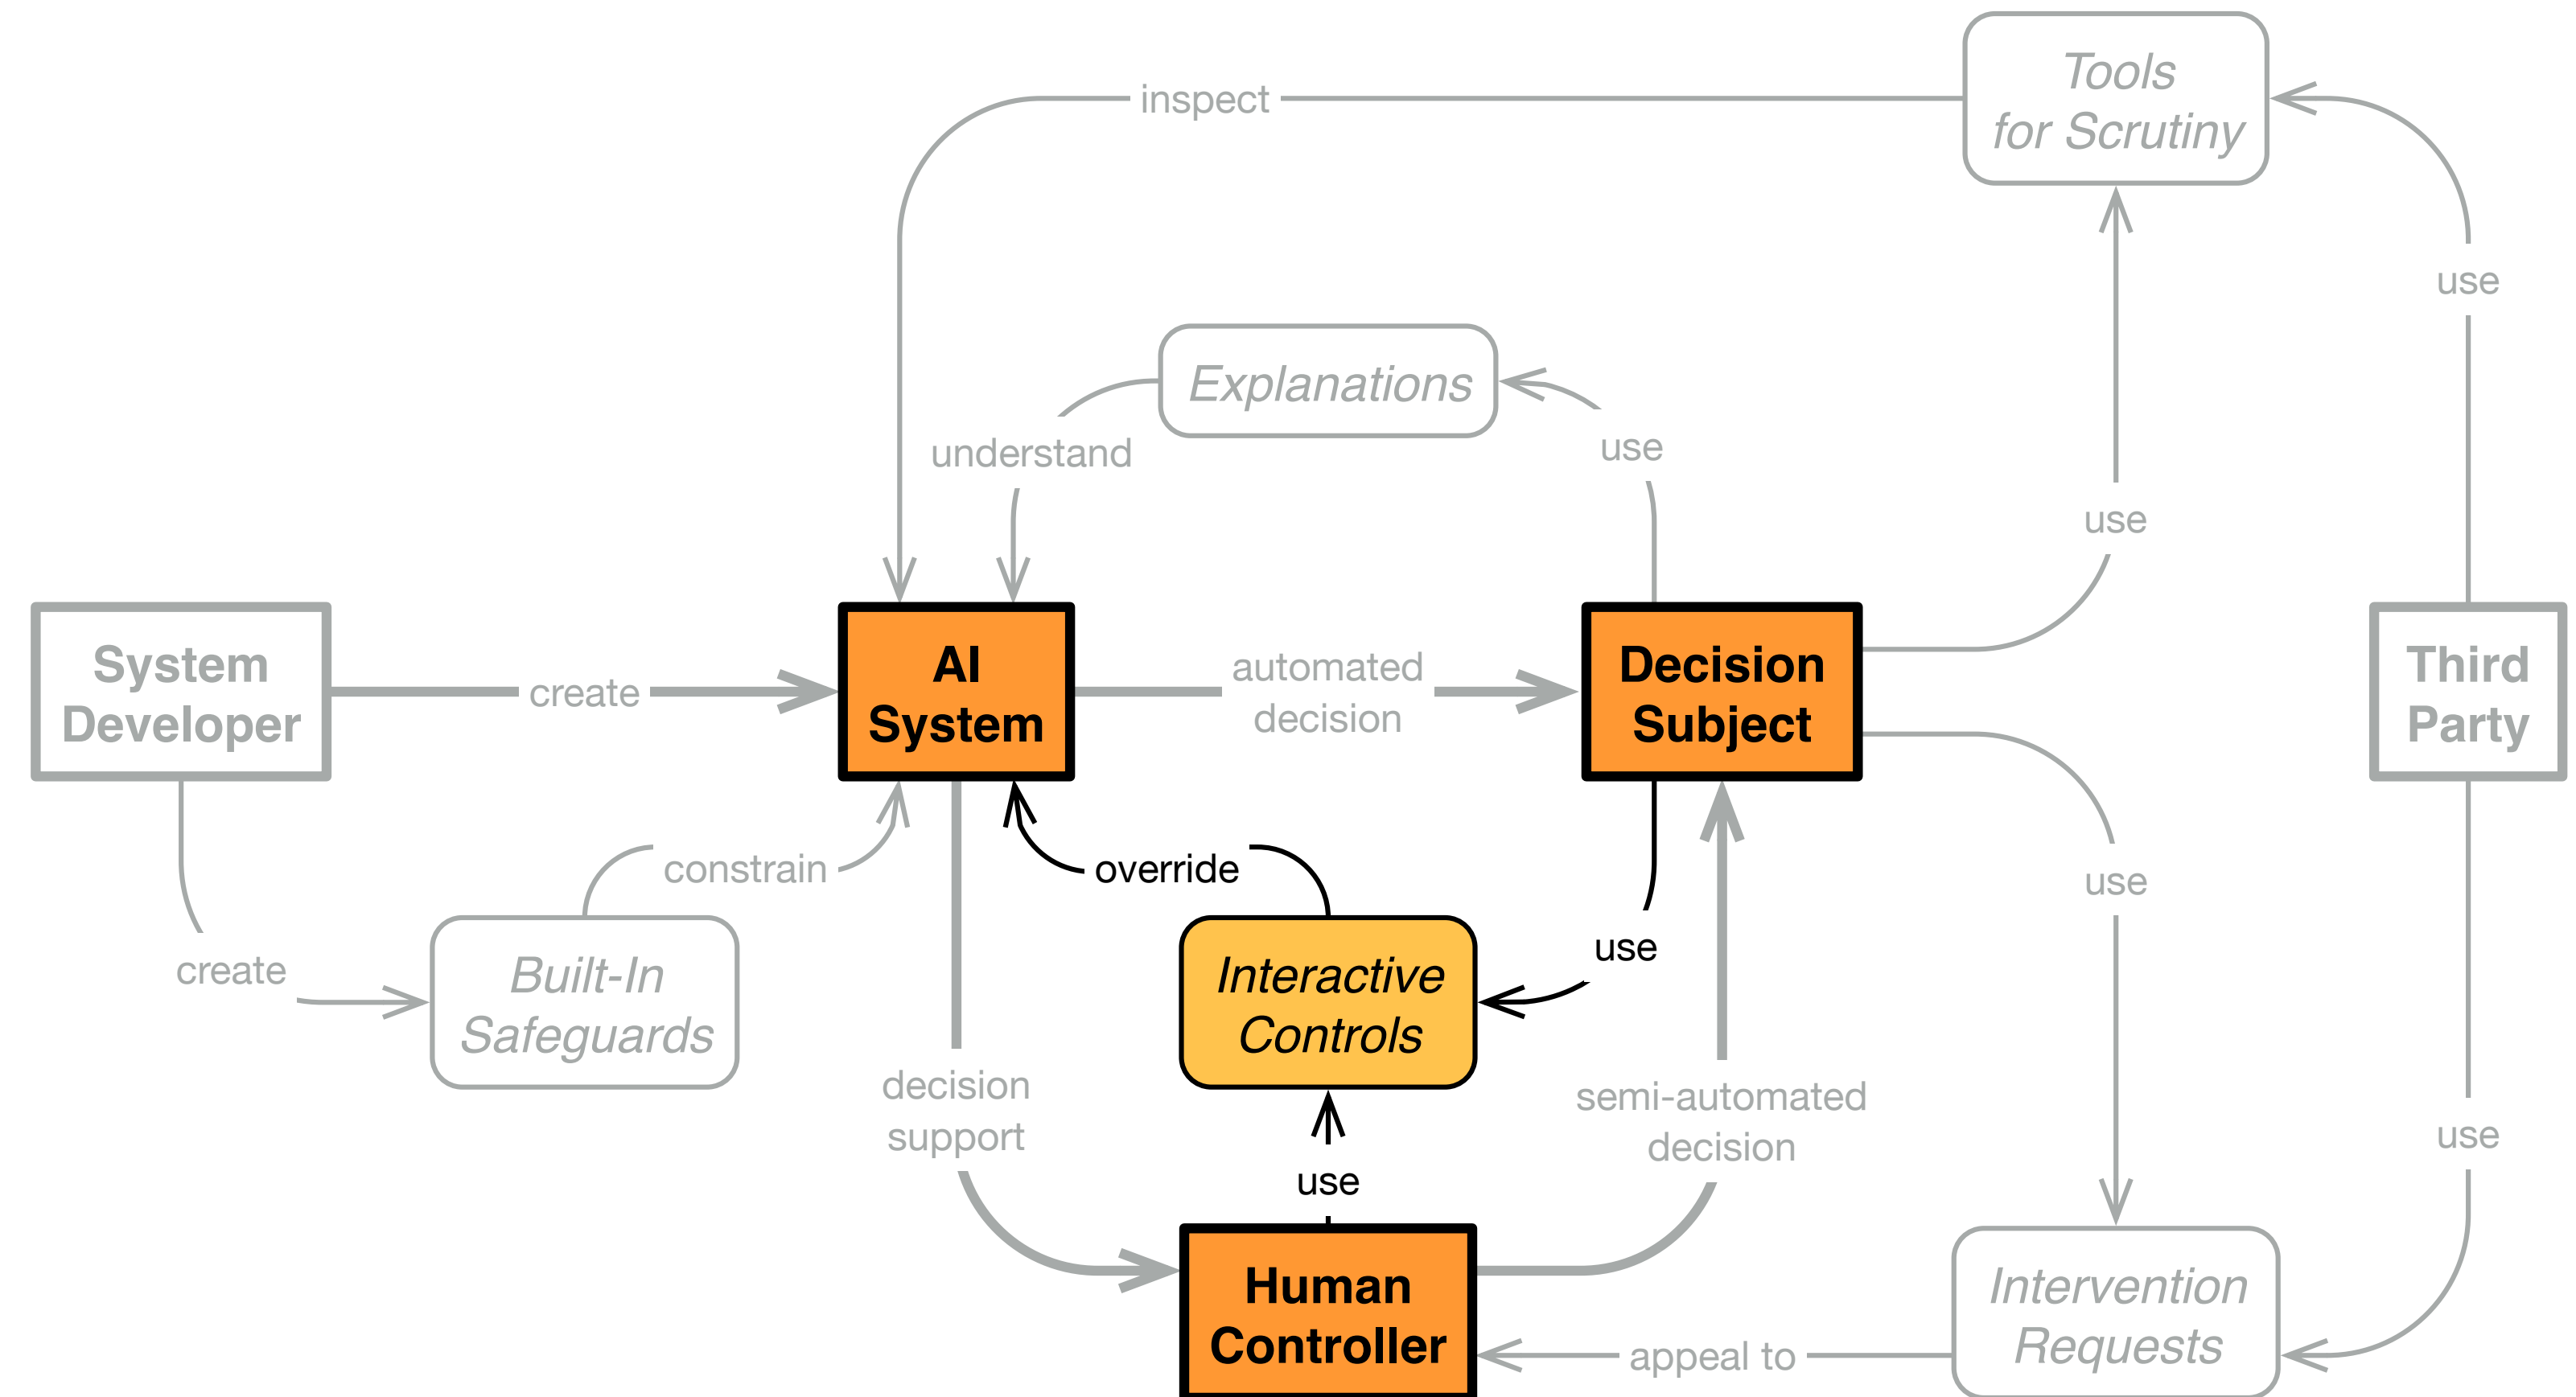 Tools
for Scrutiny
inspect
use
Explanations
understand
use
use
System
Developer
create
AI
System
automated
decision
Decision
Subject
Third
Party
constrain
override
use
create
Built-In
Safeguards
Interactive
Controls
use
decision
support
semi-automated
decision
use
use
Human
Controller
appeal to
Intervention
Requests